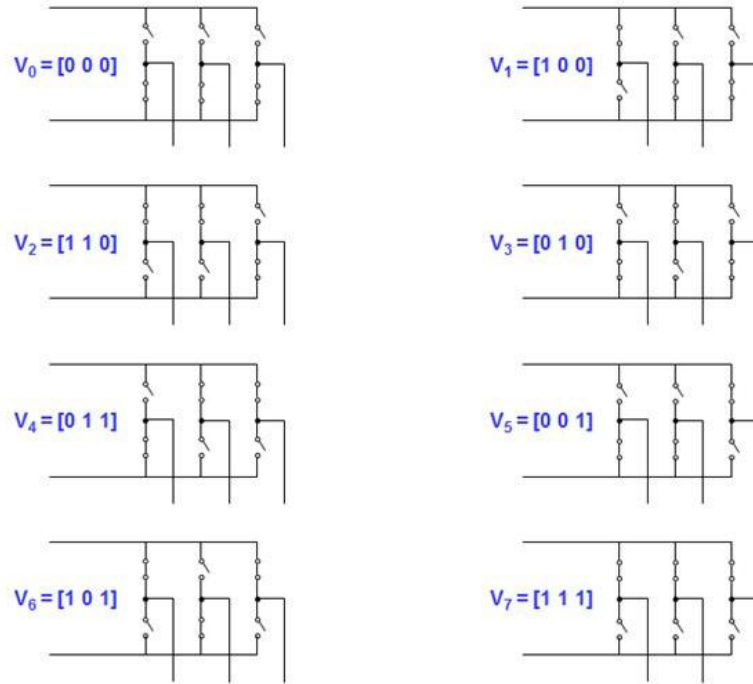 V₀ = [0 0 0]
V₁ = [1 0 0]
V₂ = [1 1 0]
V₃ = [0 1 0]
V₄ = [0 1 1]
V₅ = [0 0 1]
V₆ = [1 0 1]
V₇ = [1 1 1]